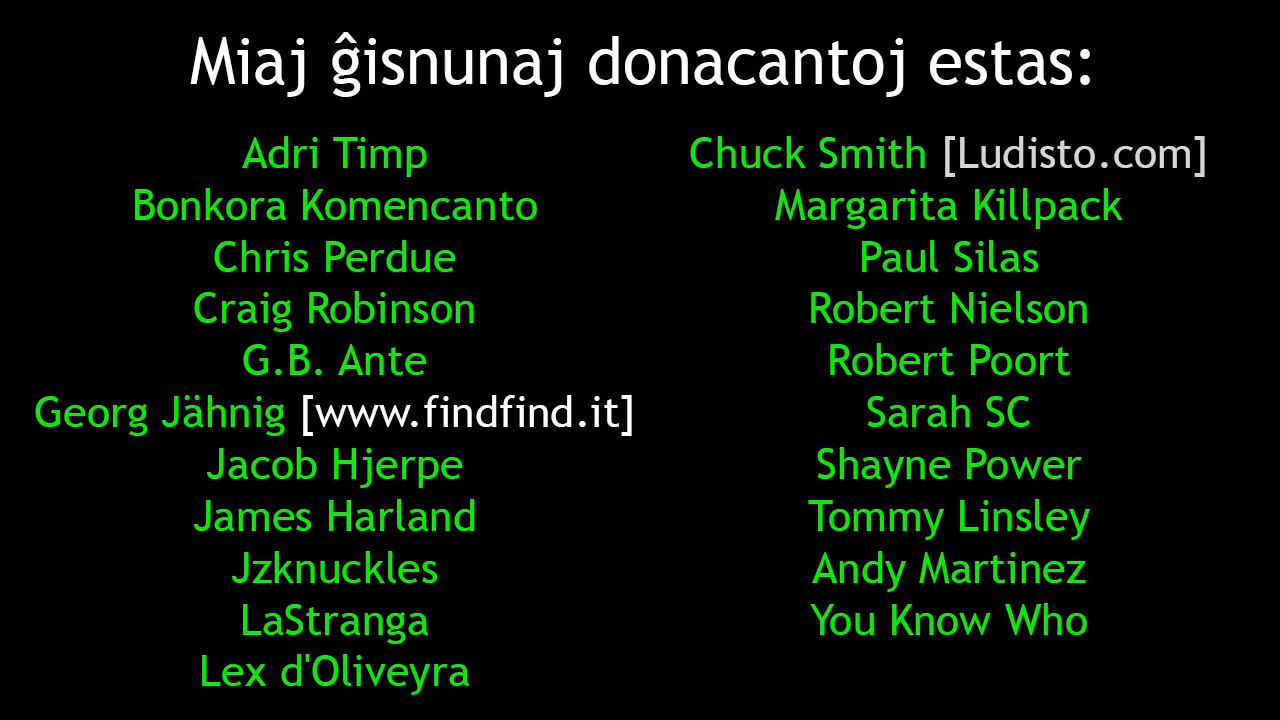 Miaj ĝisnunaj donacantoj estas:
Adri Timp
Bonkora Komencanto
Chris Perdue
Craig Robinson
G.B. Ante
Georg Jähnig [www.findfind.it]
Jacob Hjerpe
James Harland
Jzknuckles
LaStranga
Lex d'Oliveyra
Chuck Smith [Ludisto.com]
Margarita Killpack
Paul Silas
Robert Nielson
Robert Poort
Sarah SC
Shayne Power
Tommy Linsley
Andy Martinez
You Know Who